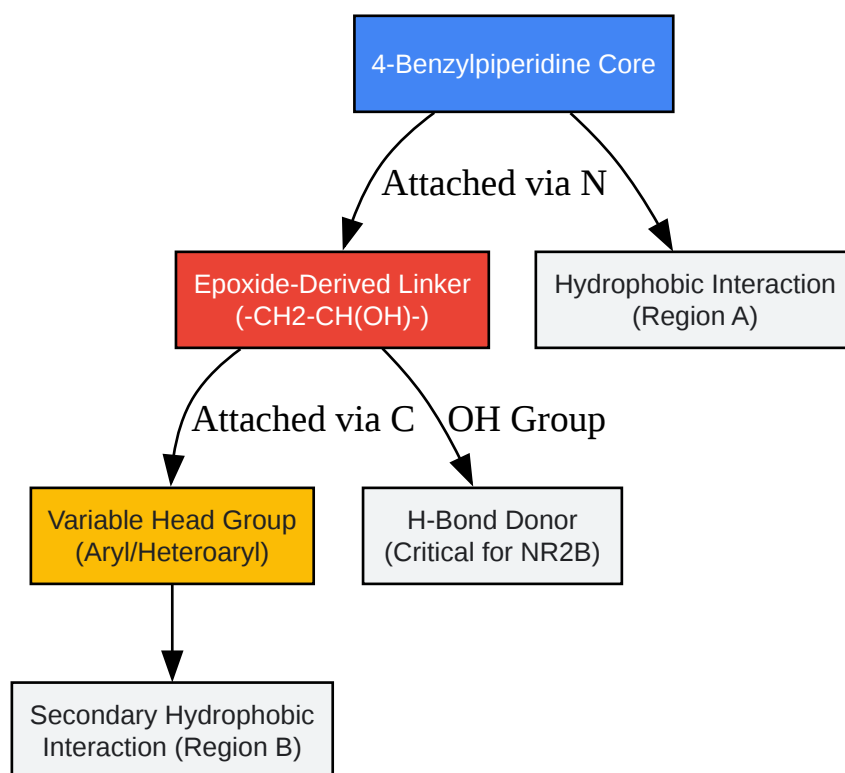 4-Benzylpiperidine Core
Attached via N
Epoxide-Derived Linker
(-CH2-CH(OH)-)
Hydrophobic Interaction
(Region A)
Attached via C
OH Group
Variable Head Group
(Aryl/Heteroaryl)
H-Bond Donor
(Critical for NR2B)
Secondary Hydrophobic
Interaction (Region B)